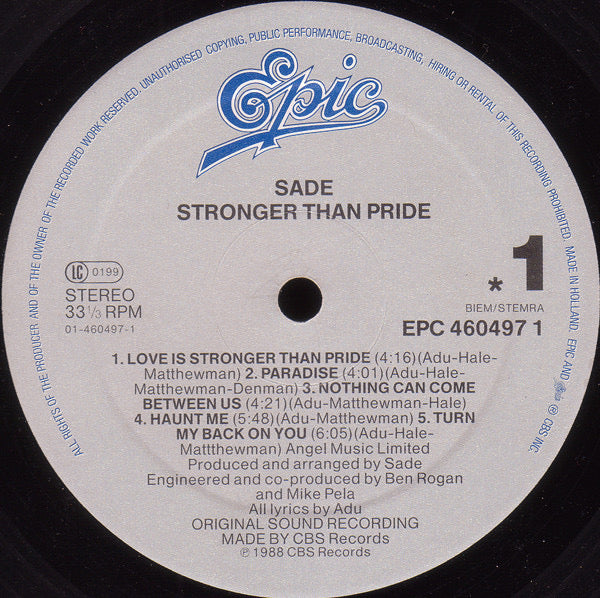 ALL RIGHTS OF THE PRODUCER AND OF THE OWNER OF THE RECORDED WORK RESERVED. UNAUTHORISED COPYING, PUBLIC PERFORMANCE, BROADCASTING, HIRING OR RENTAL OF THIS RECORDING PROHIBITED. MADE IN HOLLAND. EPIC AND ARE ℗ CBS INC.
Epic
SADE
STRONGER THAN PRIDE
LC 0199
STEREO
33 1/3 RPM
01-460497-1
* 1
BIEM/STEMRA
EPC 460497 1
1. LOVE IS STRONGER THAN PRIDE (4:16)(Adu-Hale-
Matthewman) 2. PARADISE (4:01)(Adu-Hale-
Matthewman-Denman) 3. NOTHING CAN COME
BETWEEN US (4:21)(Adu-Matthewman-Hale)
4. HAUNT ME (5:48)(Adu-Matthewman) 5. TURN
MY BACK ON YOU (6:05)(Adu-Hale-
Mattthewman) Angel Music Limited
Produced and arranged by Sade
Engineered and co-produced by Ben Rogan
and Mike Pela
All lyrics by Adu
ORIGINAL SOUND RECORDING
MADE BY CBS Records
℗ 1988 CBS Records